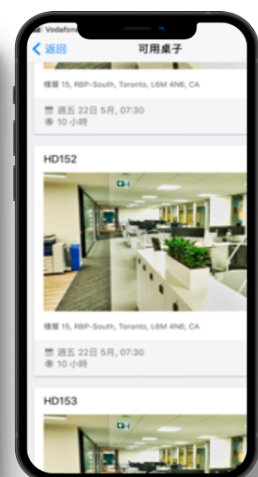 Vodafone
返回
可用桌子
樓層 15, RBP-South, Toronto, L6M 4N6, CA
週五 22日 5月, 07:30
10 小時
HD152
樓層 15, RBP-South, Toronto, L6M 4N6, CA
週五 22日 5月, 07:30
10 小時
HD153